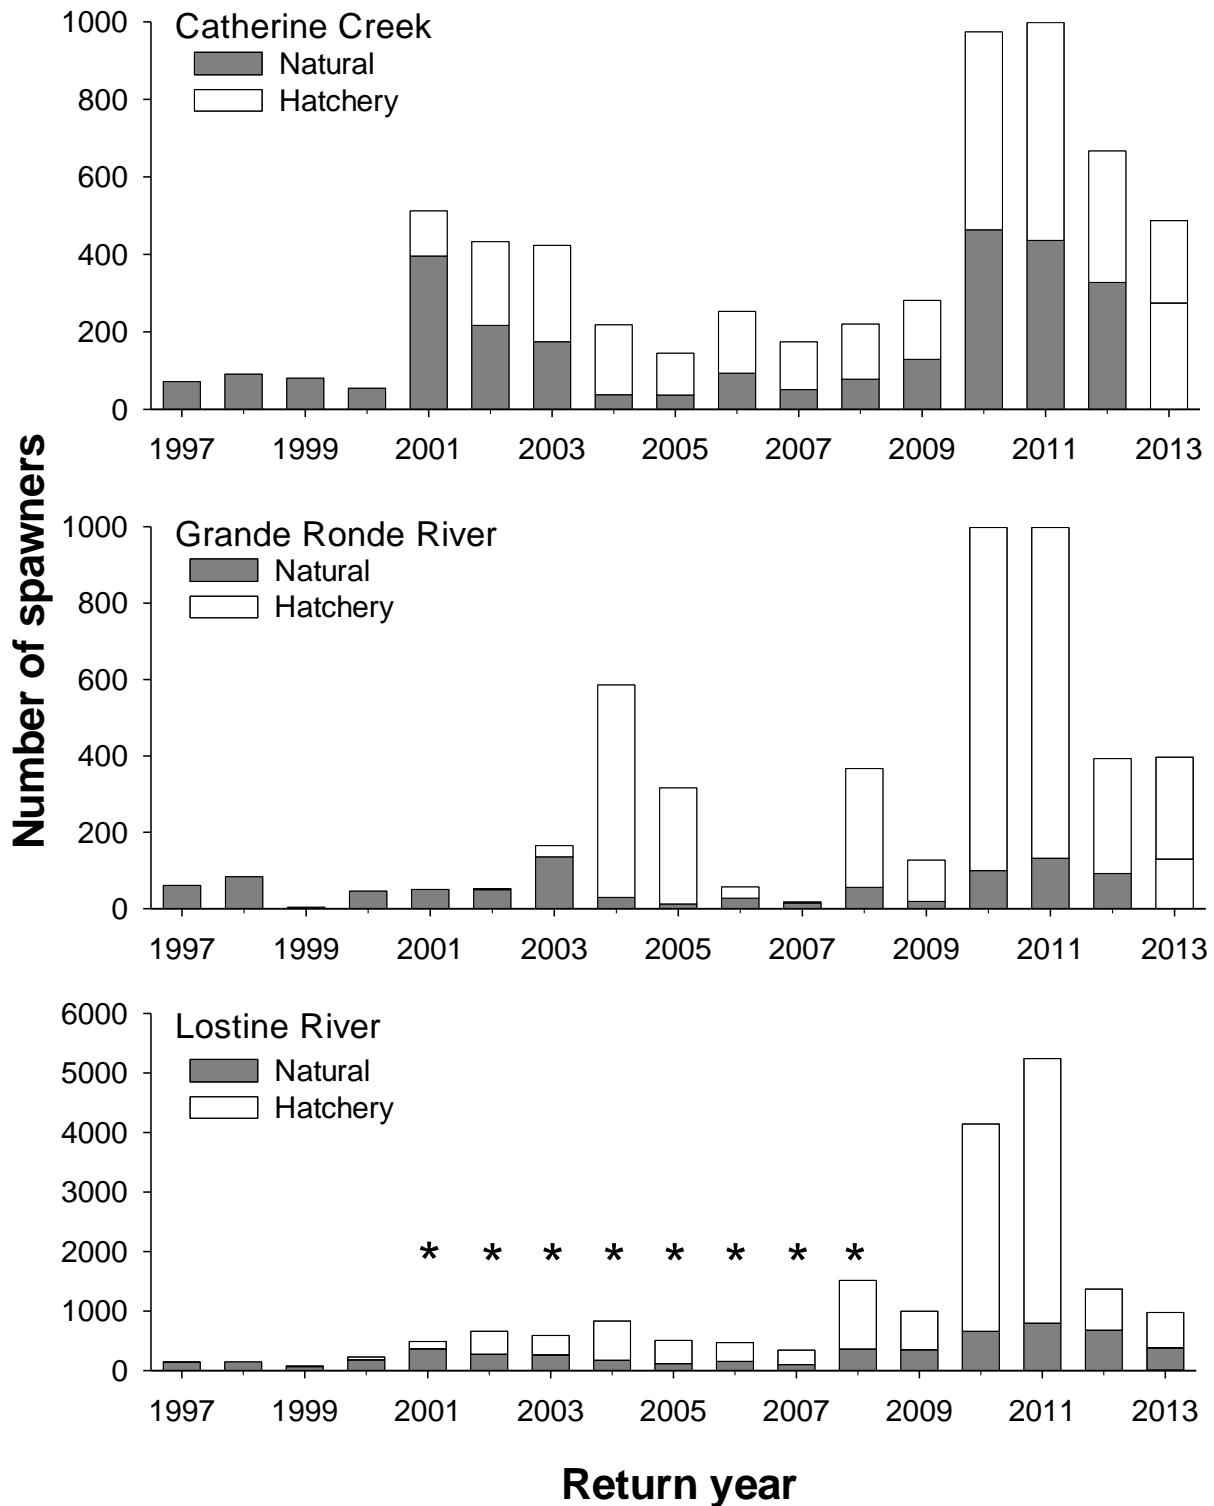 Catherine Creek
Natural
Hatchery
1000
800
600
400
200
0
1997 1999 2001 2003 2005 2007 2009 2011 2013
Grande Ronde River
Natural
Hatchery
1000
800
600
400
200
0
1997 1999 2001 2003 2005 2007 2009 2011 2013
Number of spawners
Lostine River
Natural
Hatchery
6000
5000
4000
3000
2000
1000
0
* * * * * * * *
1997 1999 2001 2003 2005 2007 2009 2011 2013
Return year